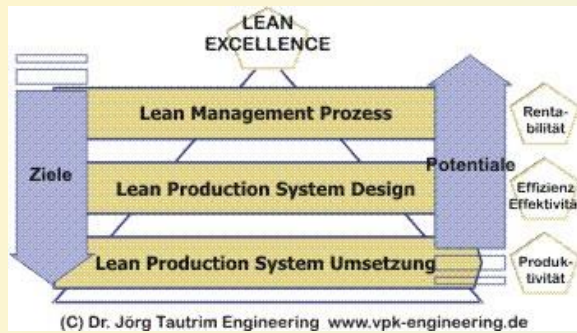 LEAN
EXCELLENCE
Lean Management Prozess
Renta-
bilität
Ziele
Potentiale
Lean Production System Design
Effizienz
Effektivität
Lean Production System Umsetzung
Produk-
tivität
(C) Dr. Jörg Tautrim Engineering www.vpk-engineering.de